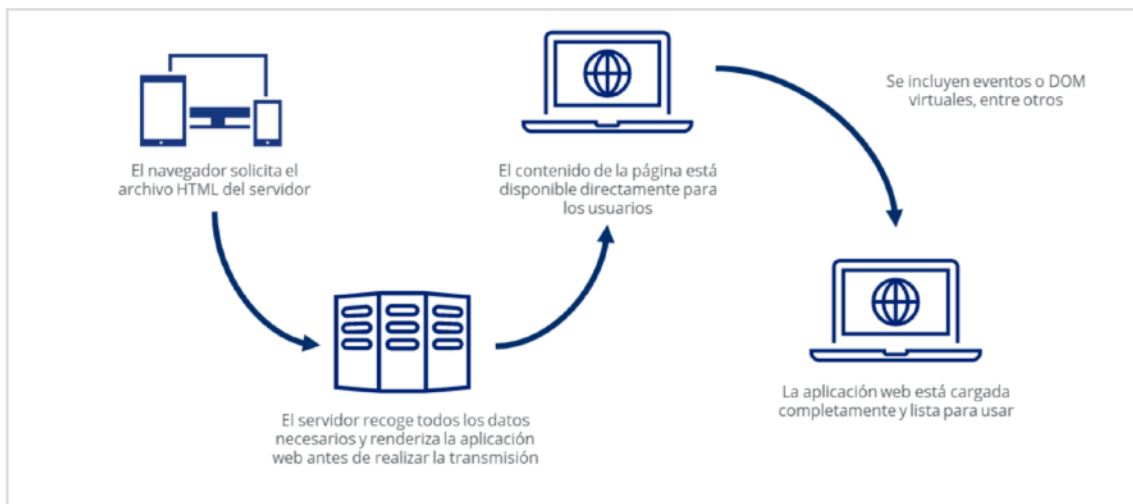 El navegador solicita el
archivo HTML del servidor
El servidor recoge todos los datos
necesarios y renderiza la aplicación
web antes de realizar la transmisión
El contenido de la página está
disponible directamente para
los usuarios
Se incluyen eventos o DOM
virtuales, entre otros
La aplicación web está cargada
completamente y lista para usar